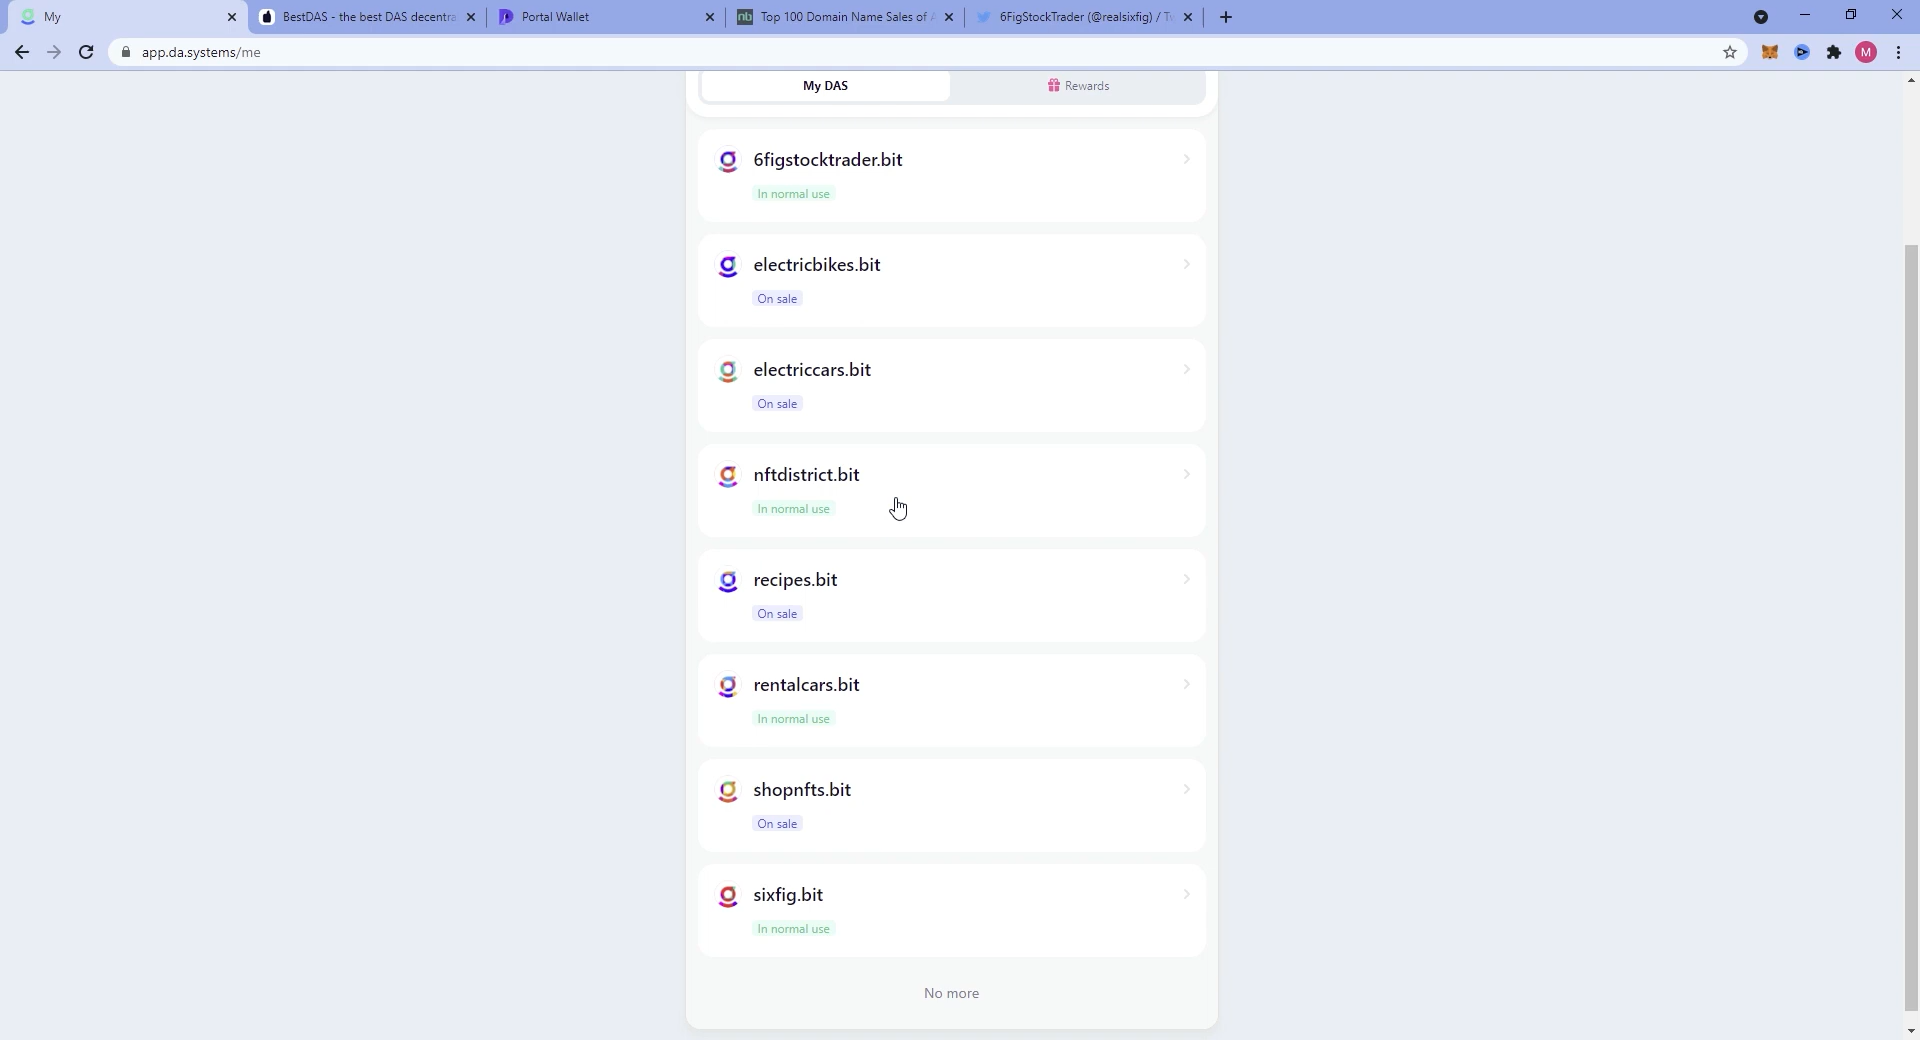 My
BestDAS - the best DAS decentra
Portal Wallet
Top 100 Domain Name Sales of
6FigStockTrader (@realsixfig) / Tw
app.da.systems/me
M
My DAS
Rewards
6figstocktrader.bit
In normal use
electricbikes.bit
On sale
electriccars.bit
On sale
nftdistrict.bit
In normal use
recipes.bit
On sale
rentalcars.bit
In normal use
shopnfts.bit
On sale
sixfig.bit
In normal use
No more